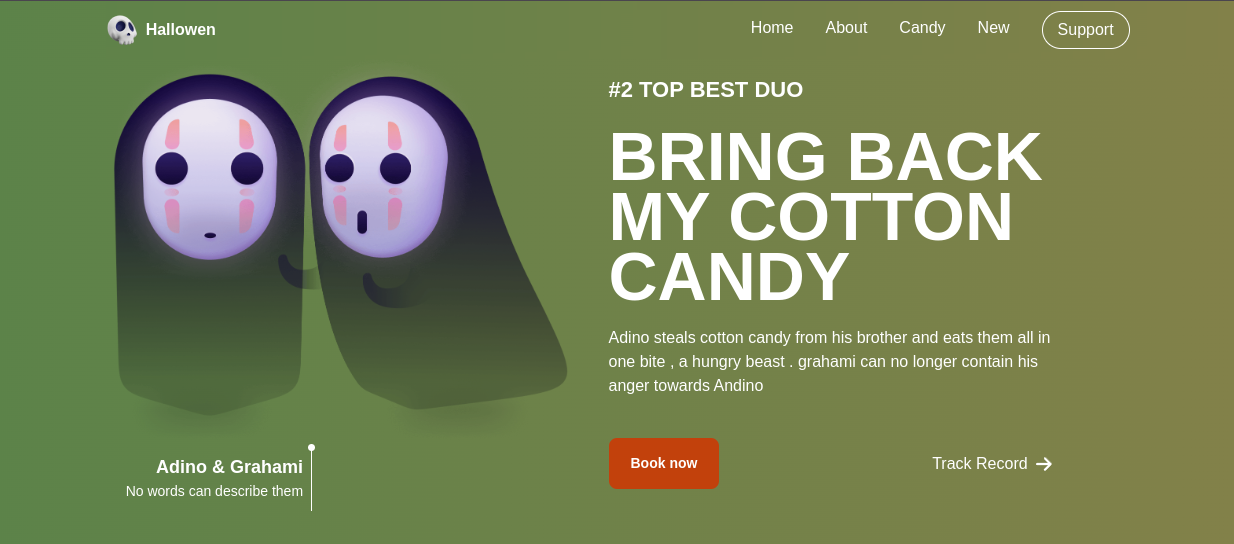 Hallowen
Home
About
Candy
New
Support
#2 TOP BEST DUO
BRING BACK
MY COTTON
CANDY
Adino steals cotton candy from his brother and eats them all in
one bite , a hungry beast . grahami can no longer contain his
anger towards Andino
Adino & Grahami
No words can describe them
Book now
Track Record